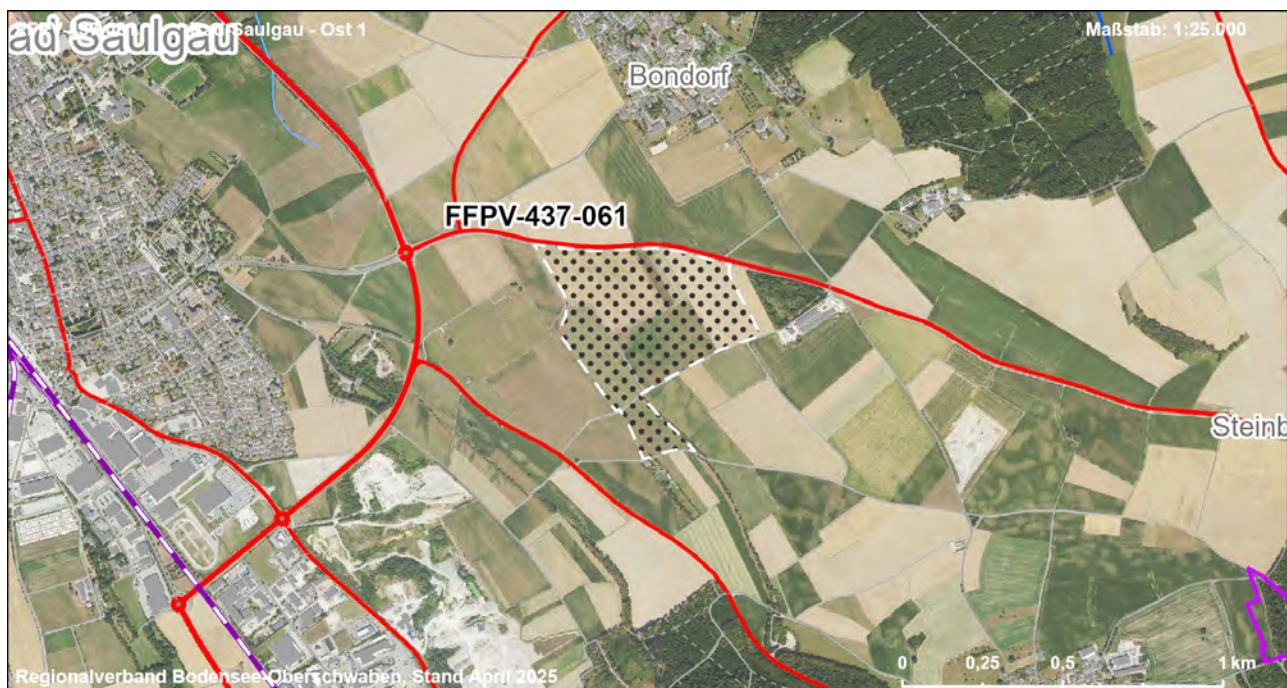 ad Saulgau
Bad Saulgau - Ost 1
Maßstab: 1:25.000
Bondorf
FFPV-437-061
Steinb
0 0,25 0,5 1 km
Regionalverband Bodensee-Oberschwaben, Stand April 2025